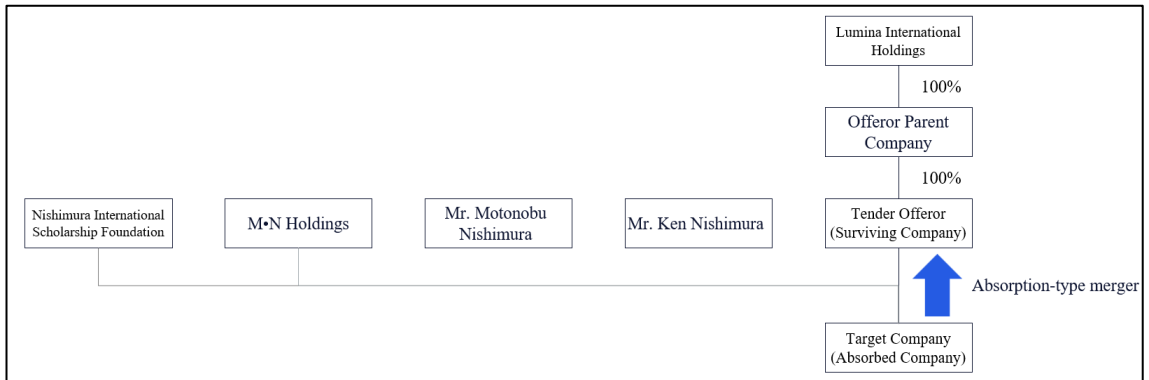 Lumina International
Holdings
100%
Offeror Parent
Company
100%
Nishimura International
Scholarship Foundation
M•N Holdings
Mr. Motonobu
Nishimura
Mr. Ken Nishimura
Tender Offeror
(Surviving Company)
Absorption-type merger
Target Company
(Absorbed Company)